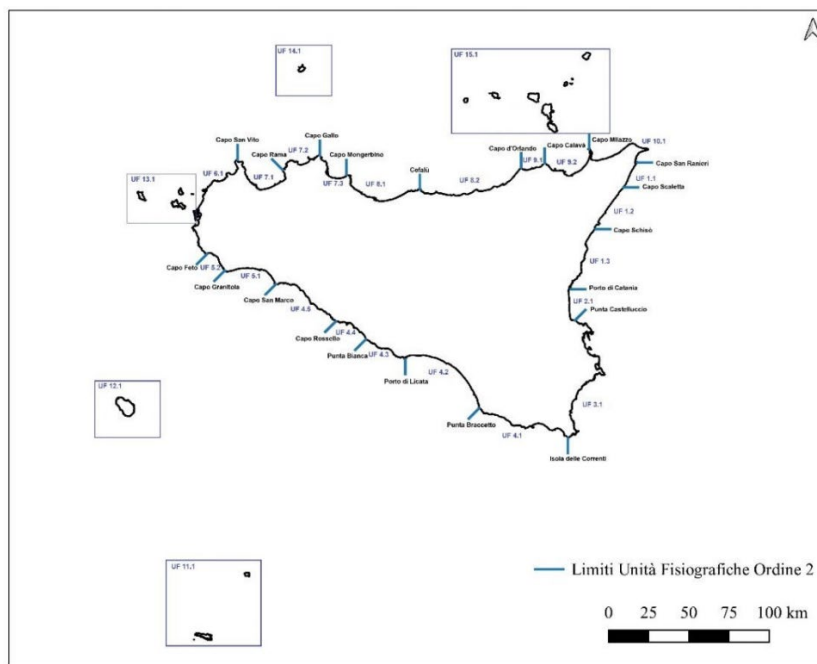 UF 14.1
UF 15.1
Capo San Vito
Capo Gallo
UF 7.2
Capo Rama
Capo Mongerbino
Capo d'Orlando
Capo Calavà
Capo Milazzo
UF 10.1
Capo San Ranieri
UF 13.1
UF 6.1
UF 7.1
UF 7.3
UF 8.1
Cefalù
UF 8.2
UF 9.1
UF 9.2
UF 1.1
Capo Scaletta
UF 1.2
Capo Schisò
Capo Feto
UF 5.2
Capo Granitola
UF 5.1
Capo San Marco
UF 1.3
Porto di Catania
UF 2.1
Punta Castelluccio
UF 4.5
Capo Rossello
UF 4.4
Punta Bianca
UF 4.3
Porto di Licata
UF 4.2
UF 12.1
UF 3.1
Punta Braccetto
UF 4.1
Isola delle Correnti
UF 11.1
Limiti Unità Fisiografiche Ordine 2
0 25 50 75 100 km